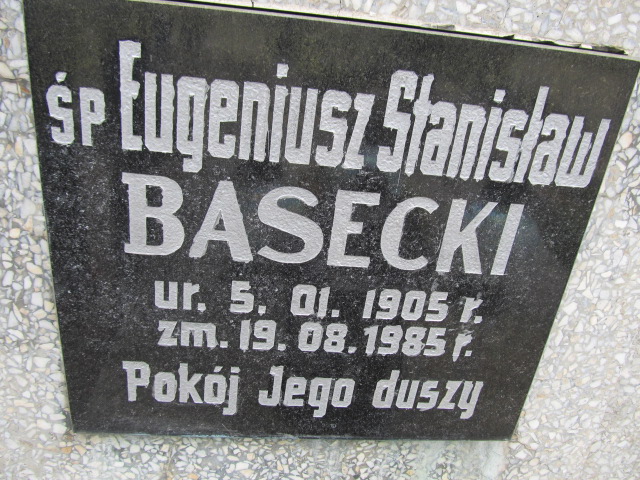 śp Eugeniusz Stanisław
BASECKI
ur. 5. 01. 1905 r.
zm. 19. 08. 1985 r.
Pokój Jego duszy